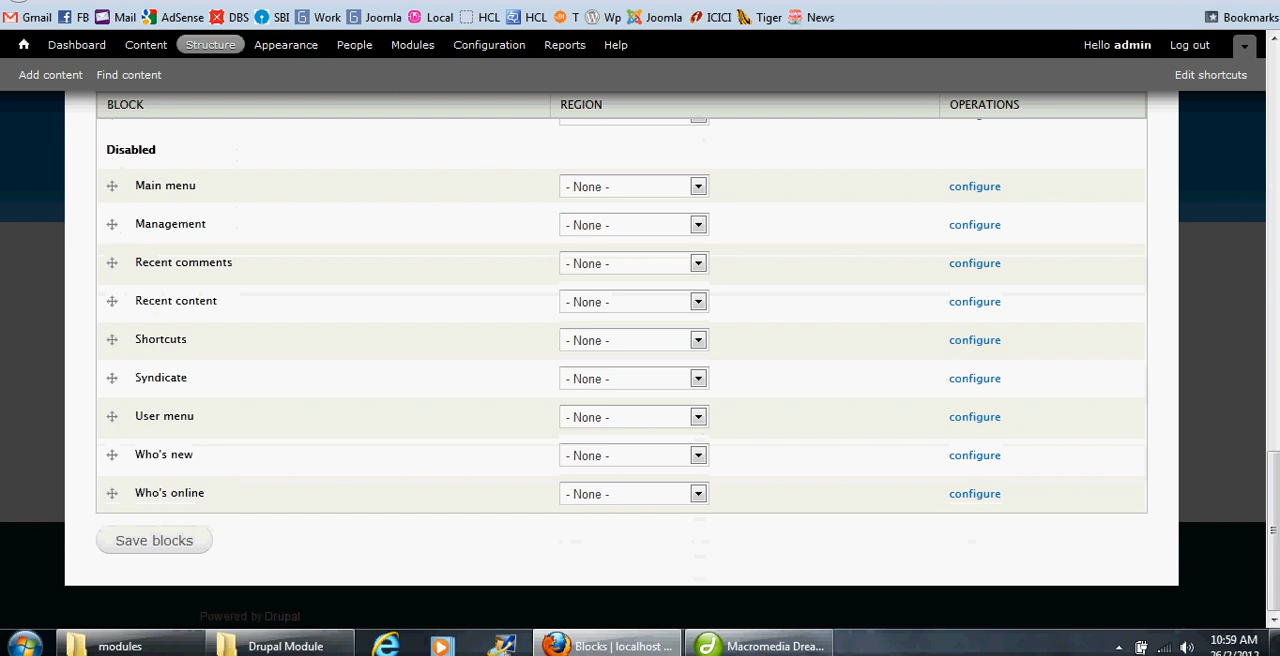 Gmail FB Mail AdSense DBS SBI Work Joomla Local HCL HCL T Wp Joomla ICICI Tiger News Bookmarks
Dashboard Content Structure Appearance People Modules Configuration Reports Help Hello admin Log out
Add content Find content Edit shortcuts
BLOCK REGION OPERATIONS
Disabled
Main menu - None - configure
Management - None - configure
Recent comments - None - configure
Recent content - None - configure
Shortcuts - None - configure
Syndicate - None - configure
User menu - None - configure
Who's new - None - configure
Who's online - None - configure
Save blocks
Powered by Drupal
modules Drupal Module Blocks | localhost ... Macromedia Drea... 10:59 AM